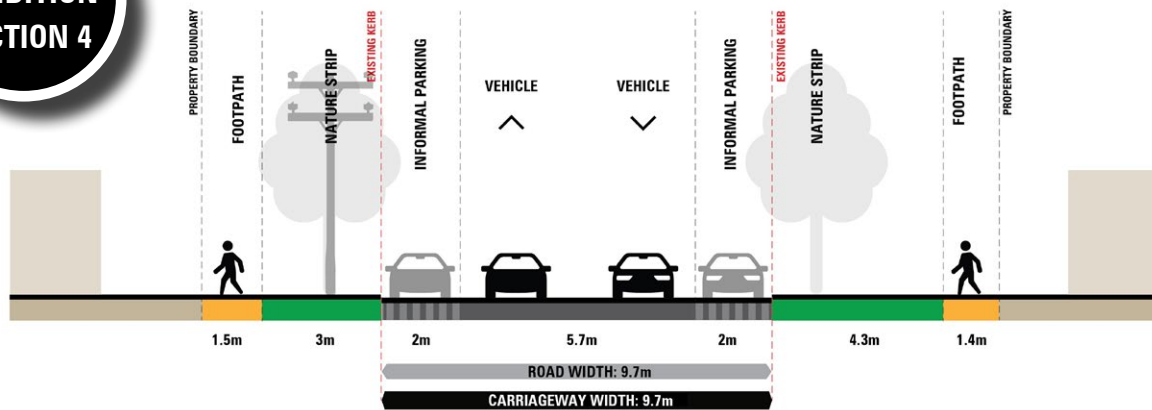 4
PROPERTY BOUNDARY
FOOTPATH
NATURE STRIP
EXISTING KERB
INFORMAL PARKING
VEHICLE
VEHICLE
INFORMAL PARKING
EXISTING KERB
NATURE STRIP
FOOTPATH
PROPERTY BOUNDARY
1.5m
3m
2m
5.7m
2m
4.3m
1.4m
ROAD WIDTH: 9.7m
CARRIAGEWAY WIDTH: 9.7m